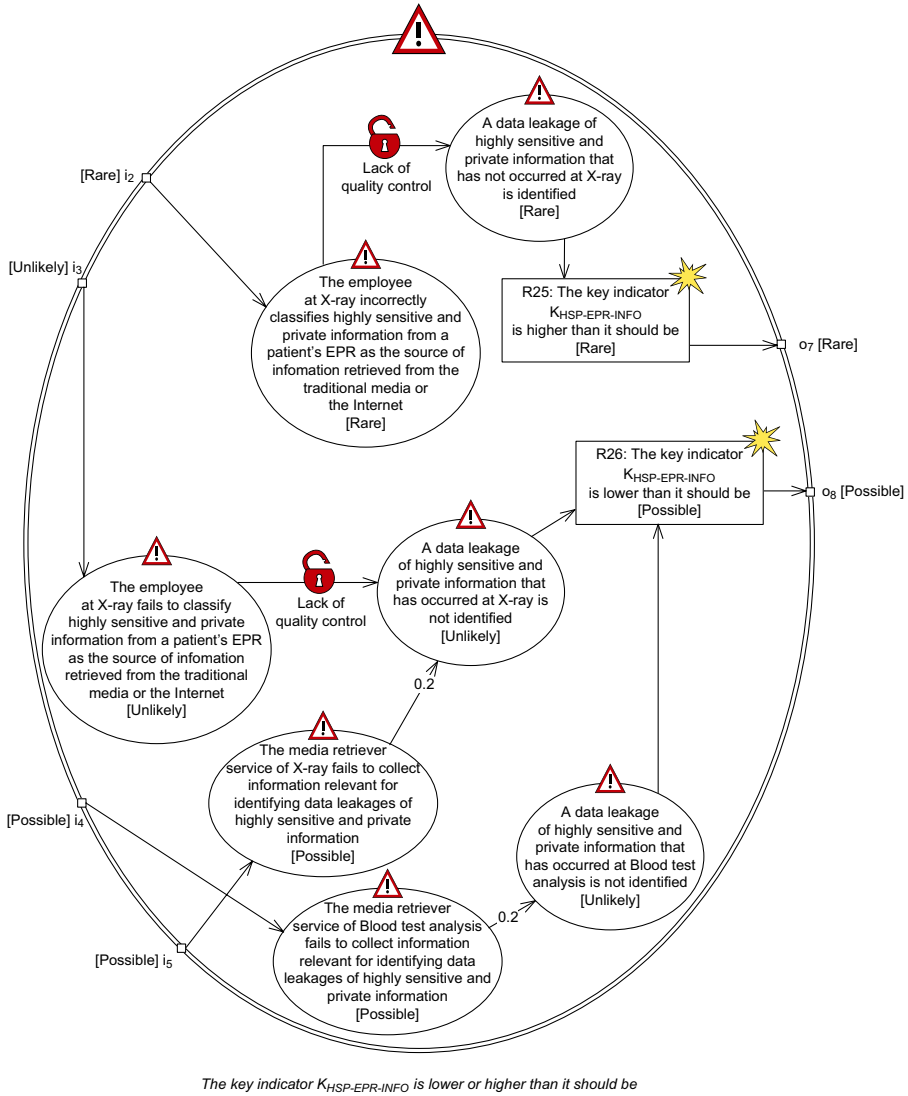 A data leakage of
highly sensitive and
private information that
has not occurred at X-ray
is identified
[Rare]
Lack of
quality control
[Rare] i2
[Unlikely] i3
The employee
at X-ray incorrectly
classifies highly sensitive and
private information from a
patient's EPR as the source of
infomation retrieved from the
traditional media or
the Internet
[Rare]
R25: The key indicator
KHSP-EPR-INFO
is higher than it should be
[Rare]
o7 [Rare]
R26: The key indicator
KHSP-EPR-INFO
is lower than it should be
[Possible]
o8 [Possible]
A data leakage
of highly sensitive and
private information that
has occurred at X-ray is
not identified
[Unlikely]
Lack of
quality control
The employee
at X-ray fails to classify
highly sensitive and private
information from a patient's EPR
as the source of infomation
retrieved from the traditional
media or the Internet
[Unlikely]
0.2
The media retriever
service of X-ray fails to collect
information relevant for
identifying data leakages of
highly sensitive and private
information
[Possible]
[Possible] i4
A data leakage
of highly sensitive and
private information that
has occurred at Blood test
analysis is not identified
[Unlikely]
0.2
The media retriever
service of Blood test analysis
fails to collect information
relevant for identifying data
leakages of highly sensitive and
private information
[Possible]
[Possible] i5
The key indicator KHSP-EPR-INFO is lower or higher than it should be